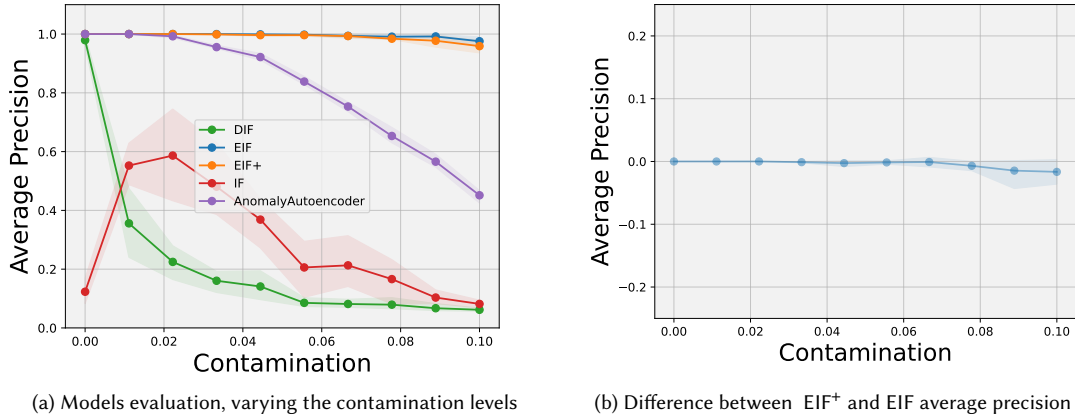 1.0
0.8
0.6
0.4
0.2
0.0
Average Precision
DIF
EIF
EIF+
IF
AnomalyAutoencoder
0.00 0.02 0.04 0.06 0.08 0.10
Contamination
(a) Models evaluation, varying the contamination levels
0.2
0.1
0.0
−0.1
−0.2
Average Precision
0.00 0.02 0.04 0.06 0.08 0.10
Contamination
(b) Difference between EIF⁺ and EIF average precision